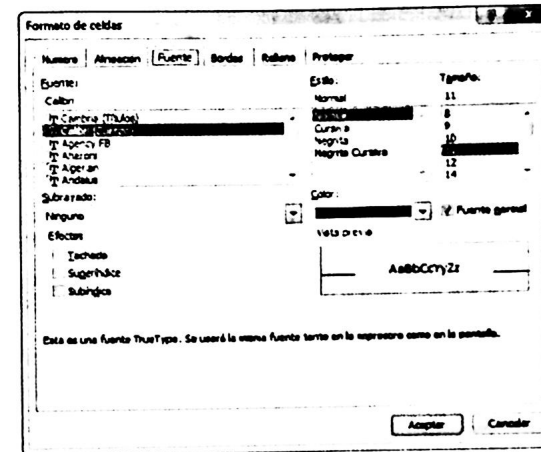 Formato de celdas
Número Alineación Fuente Bordes Relleno Proteger
Fuente: Estilo: Tamaño:
Calibri Normal 11
Cambria (Títulos) 8
Cursiva 9
Agency FB Negrita 10
Aharoni Negrita Cursiva
Algerian 12
Andalus 14
Subrayado: Color:
Ninguno Fuente normal
Efectos Vista previa
Tachado
Superíndice AaBbCcYyZz
Subíndice
Esta es una fuente TrueType. Se usará la misma fuente tanto en la impresora como en la pantalla.
Aceptar Cancelar